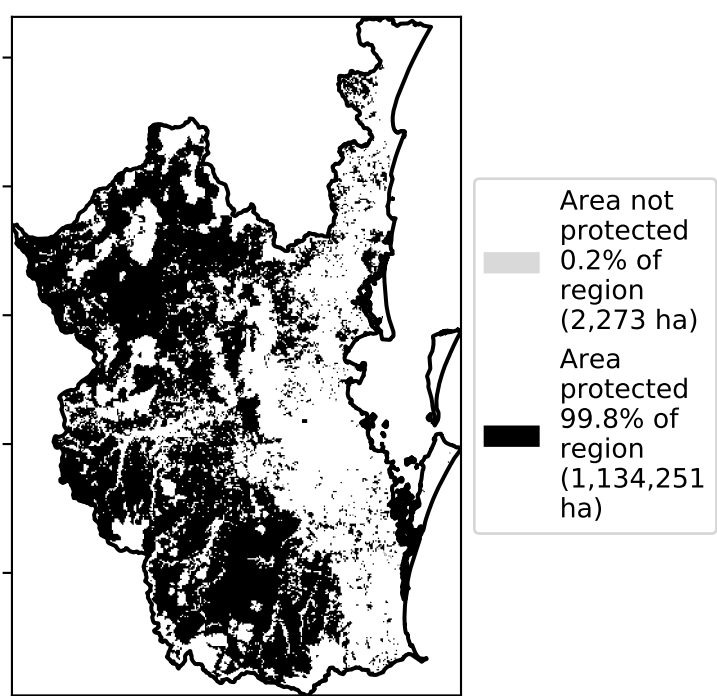 Area not
protected
0.2% of
region
(2,273 ha)
Area
protected
99.8% of
region
(1,134,251
ha)